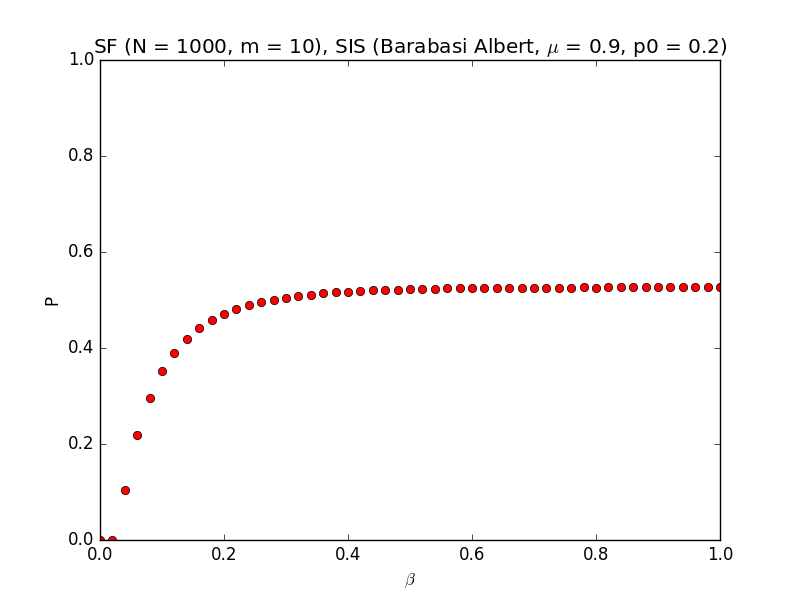 SF (N = 1000, m = 10), SIS (Barabasi Albert, μ = 0.9, p0 = 0.2)
1.0
0.8
0.6
P
0.4
0.2
0.0
0.0 0.2 0.4 0.6 0.8 1.0
β